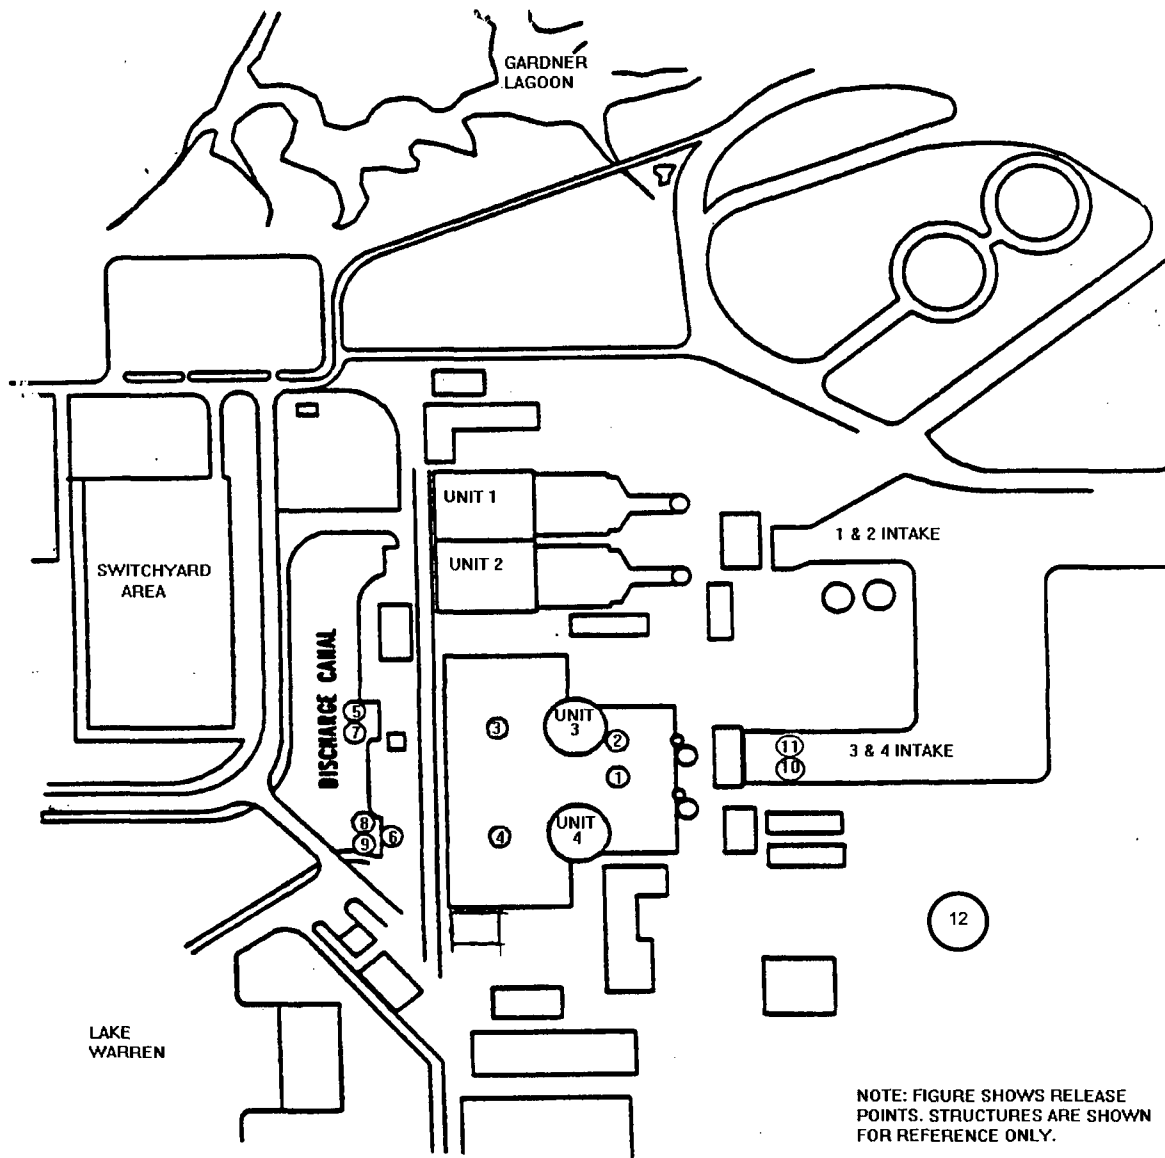 GARDNER
LAGOON
UNIT 1
1 & 2 INTAKE
UNIT 2
SWITCHYARD
AREA
DISCHARGE CANAL
5
7
3
UNIT
3
2
1
11
10
3 & 4 INTAKE
8
9
6
4
UNIT
4
12
LAKE
WARREN
NOTE: FIGURE SHOWS RELEASE
POINTS. STRUCTURES ARE SHOWN
FOR REFERENCE ONLY.